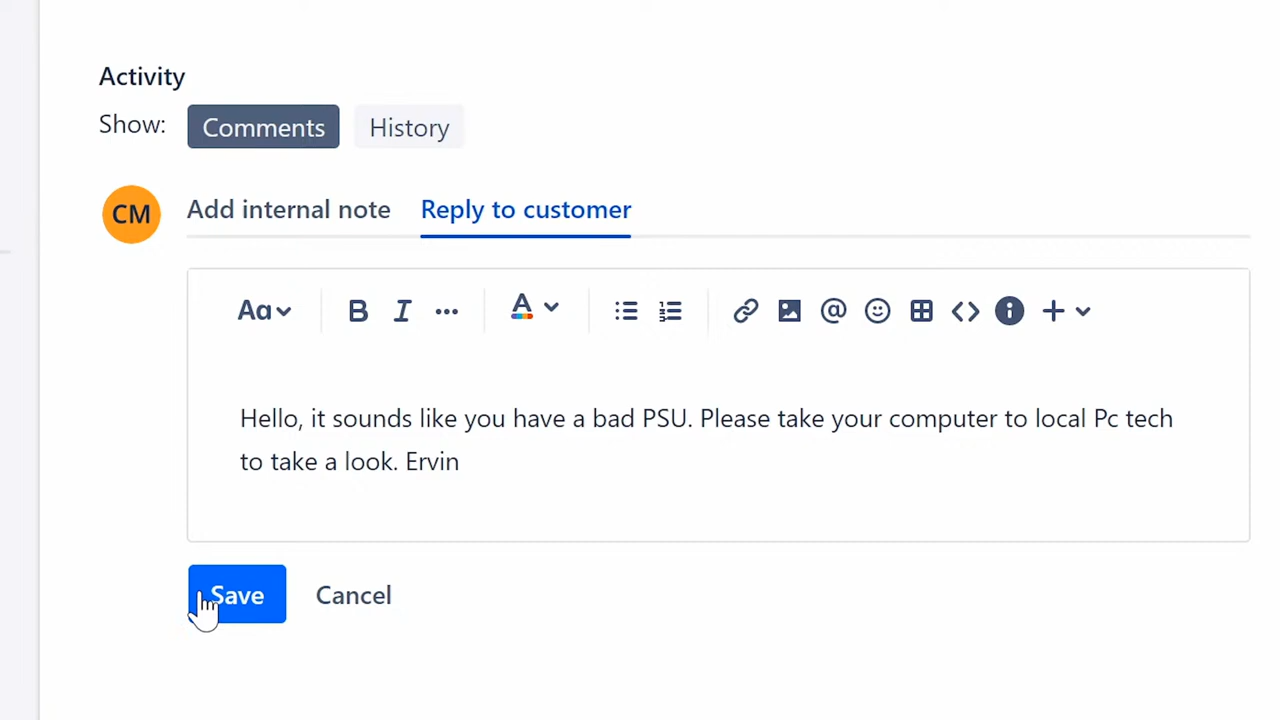 Activity
Show: Comments History
CM Add internal note Reply to customer
Aa B I A @ +
Hello, it sounds like you have a bad PSU. Please take your computer to local Pc tech
to take a look. Ervin
Save Cancel